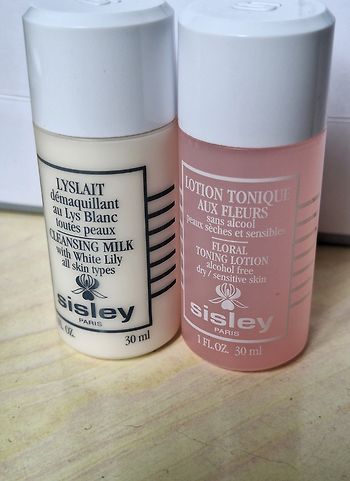 LYSLAIT
démaquillant
au Lys Blanc
toutes peaux
CLEANSING MILK
with White Lily
all skin types
sisley
PARIS
FL. OZ. 30 ml
LOTION TONIQUE
AUX FLEURS
sans alcool
peaux sèches et sensibles
FLORAL
TONING LOTION
alcohol free
dry / sensitive skin
sisley
PARIS
1 FL.OZ. 30 ml